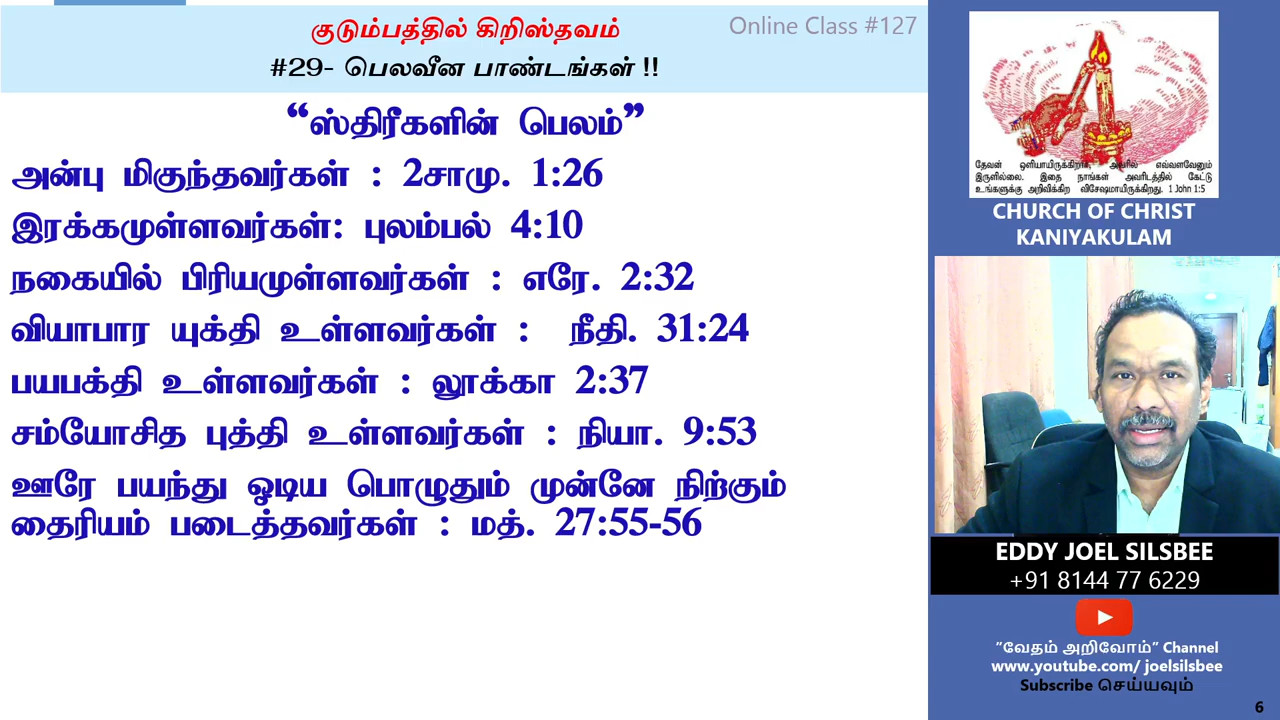 குடும்பத்தில் கிறிஸ்தவம்
Online Class #127
#29- பெலவீன பாண்டங்கள் !!
“ஸ்திரீகளின் பெலம்”
அன்பு மிகுந்தவர்கள் : 2சாமு. 1:26
இரக்கமுள்ளவர்கள்: புலம்பல் 4:10
நகையில் பிரியமுள்ளவர்கள் : எரே. 2:32
வியாபார யுக்தி உள்ளவர்கள் : நீதி. 31:24
பயபக்தி உள்ளவர்கள் : லூக்கா 2:37
சம்யோசித புத்தி உள்ளவர்கள் : நியா. 9:53
ஊரே பயந்து ஓடிய பொழுதும் முன்னே நிற்கும்
தைரியம் படைத்தவர்கள் : மத். 27:55-56
தேவன் ஒளியாயிருக்கிறார், அவரில் எவ்வளவேனும்
இருளில்லை. இதை நாங்கள் அவரிடத்தில் கேட்டு
உங்களுக்கு அறிவிக்கிற விசேஷமாயிருக்கிறது. 1 John 1:5
CHURCH OF CHRIST
KANIYAKULAM
EDDY JOEL SILSBEE
+91 8144 77 6229
”வேதம் அறிவோம்” Channel
www.youtube.com/ joelsilsbee
Subscribe செய்யவும்
6